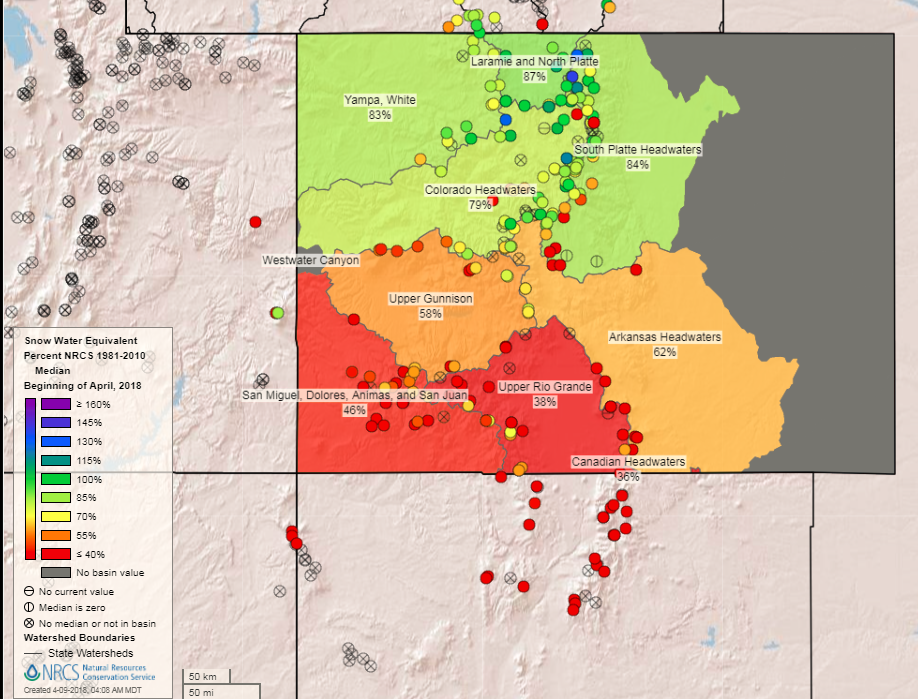 Laramie and North Platte
87%
Yampa, White
83%
South Platte Headwaters
84%
Colorado Headwaters
79%
Westwater Canyon
Upper Gunnison
58%
Arkansas Headwaters
62%
San Miguel, Dolores, Animas, and San Juan
46%
Upper Rio Grande
38%
Canadian Headwaters
36%
Snow Water Equivalent
Percent NRCS 1981-2010
Median
Beginning of April, 2018
≥ 160%
145%
130%
115%
100%
85%
70%
55%
≤ 40%
No basin value
No current value
Median is zero
No median or not in basin
Watershed Boundaries
State Watersheds
NRCS Natural Resources
Conservation Service
Created 4-09-2018, 04:08 AM MDT
50 km
50 mi